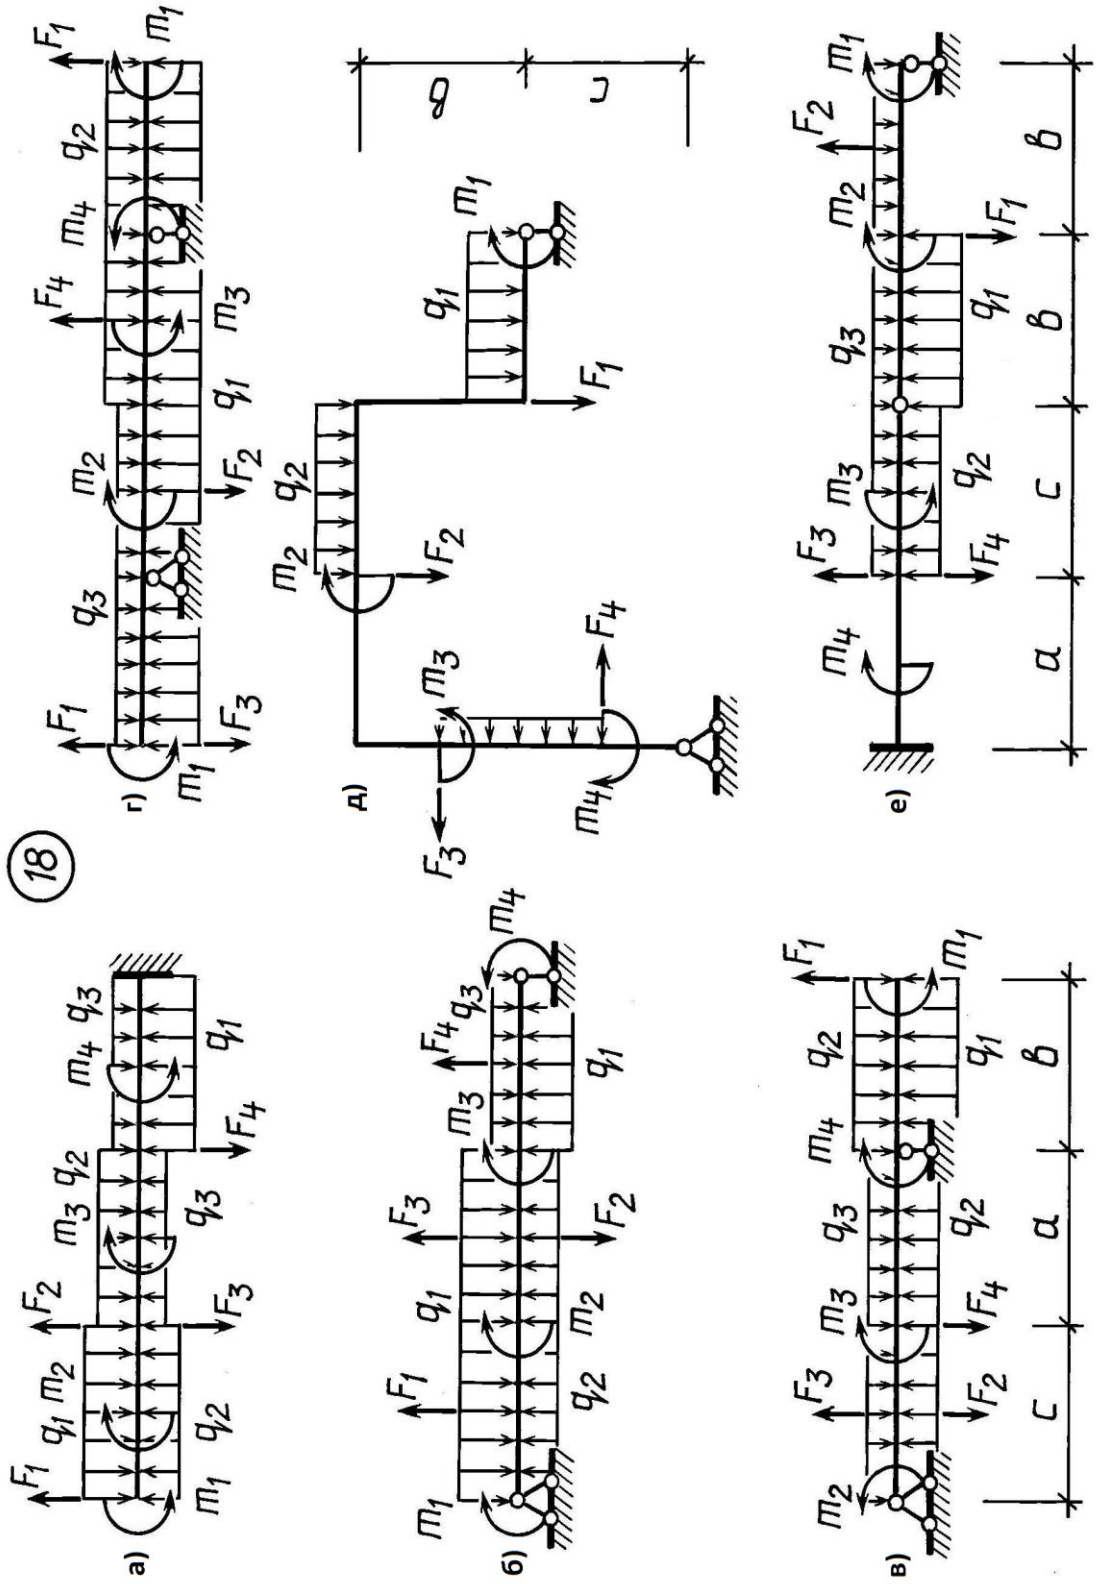 18
а)
F1 q1 m2 F2 m3 q2 m4 q3
m1 q2 F3 q3 F4 q1
б)
m1 F1 q1 F3 m3 F4 q3 m4
q2 m2 F2 q1
в)
m2 F3 m3 q3 m4 q2 F1
F2 F4 q2 q1 m1
c a в
г)
F1 q3 m2 F4 m4 q2 F1 m1
m1 F3 F2 q1 m3
д)
m2 q2 q1 m1
F3 m3 F2 F1
m4 F4
в c
е)
m4 F3 m3 q3 m2 F2 m1
F4 q2 q1 F1
a c в в